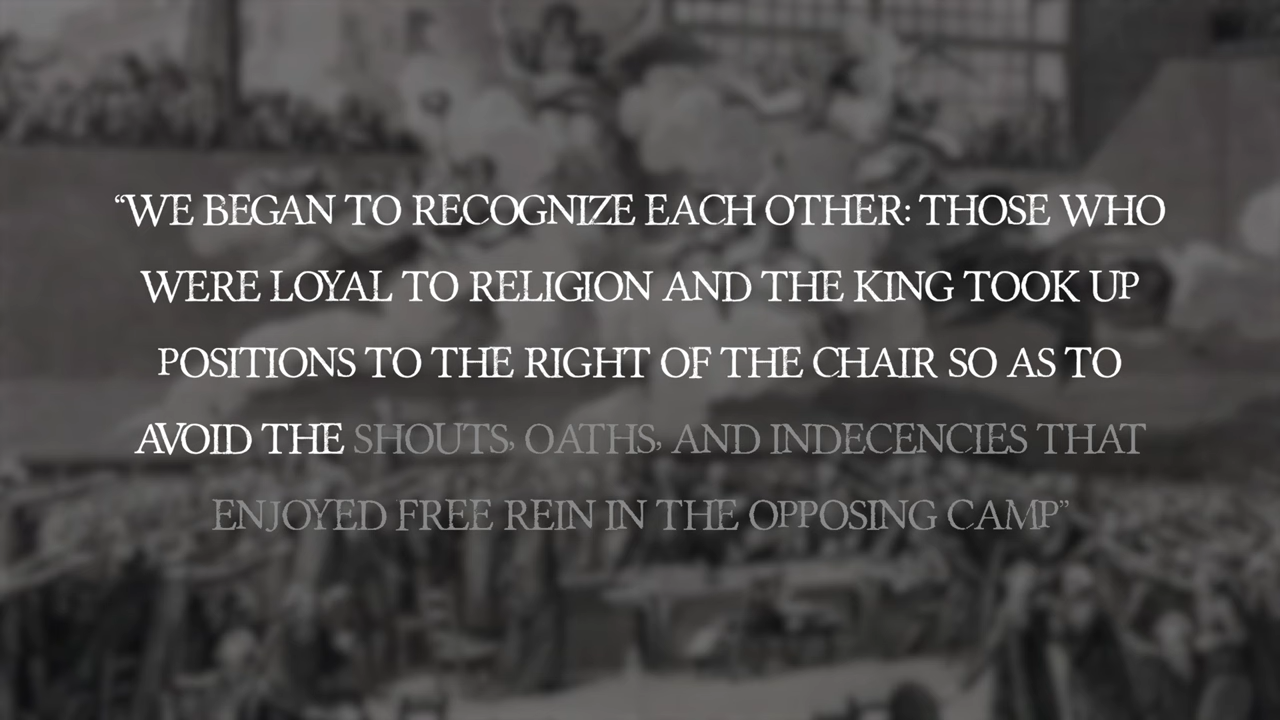 “WE BEGAN TO RECOGNIZE EACH OTHER: THOSE WHO
WERE LOYAL TO RELIGION AND THE KING TOOK UP
POSITIONS TO THE RIGHT OF THE CHAIR SO AS TO
AVOID THE SHOUTS, OATHS, AND INDECENCIES THAT
ENJOYED FREE REIN IN THE OPPOSING CAMP”